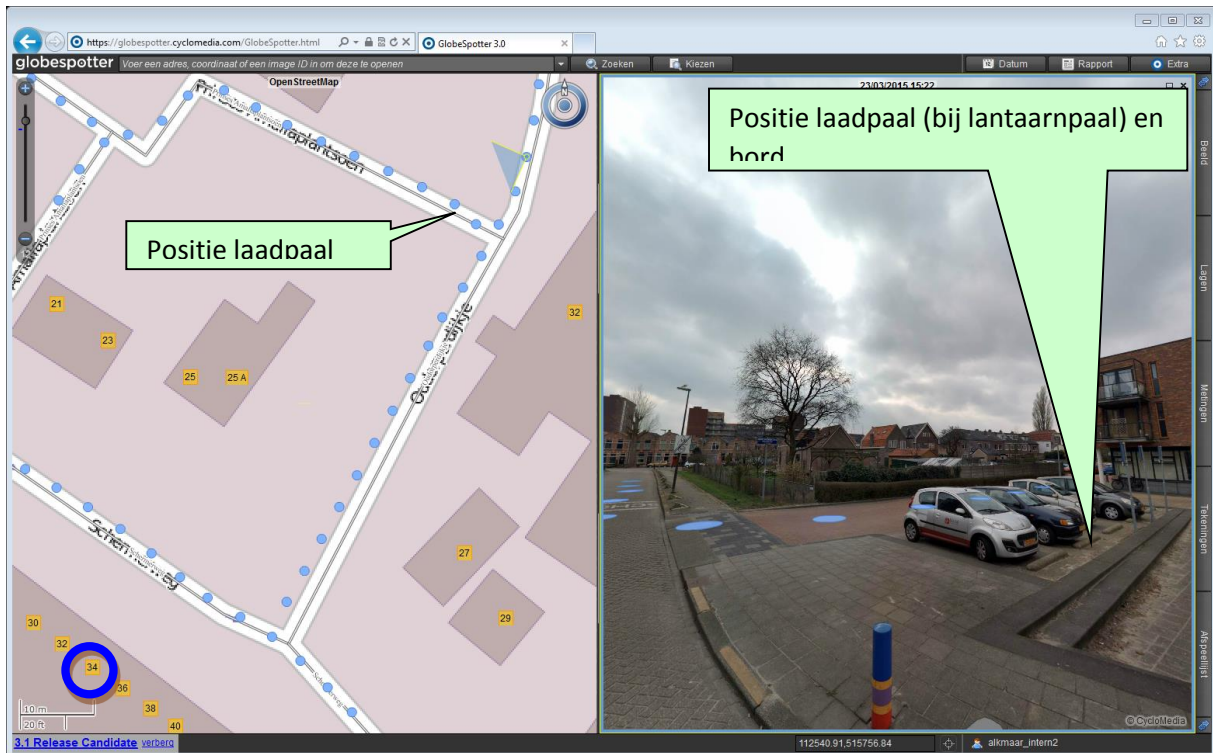 https://globespotter.cyclomedia.com/GlobeSpotter.html
GlobeSpotter 3.0
globespotter
Voer een adres, coordinaat of een image ID in om deze te openen
Zoeken
Kiezen
Datum
Rapport
Extra
OpenStreetMap
23/03/2015 15:22
Positie laadpaal (bij lantaarnpaal) en
bord
Positie laadpaal
21
23
25
25 A
32
27
29
30
32
34
36
38
40
10 m
20 ft
Beeld
Lagen
Metingen
Tekeningen
Afspeellijst
© CycloMedia
3.1 Release Candidate verberg
112540.91,515756.84
alkmaar_intern2